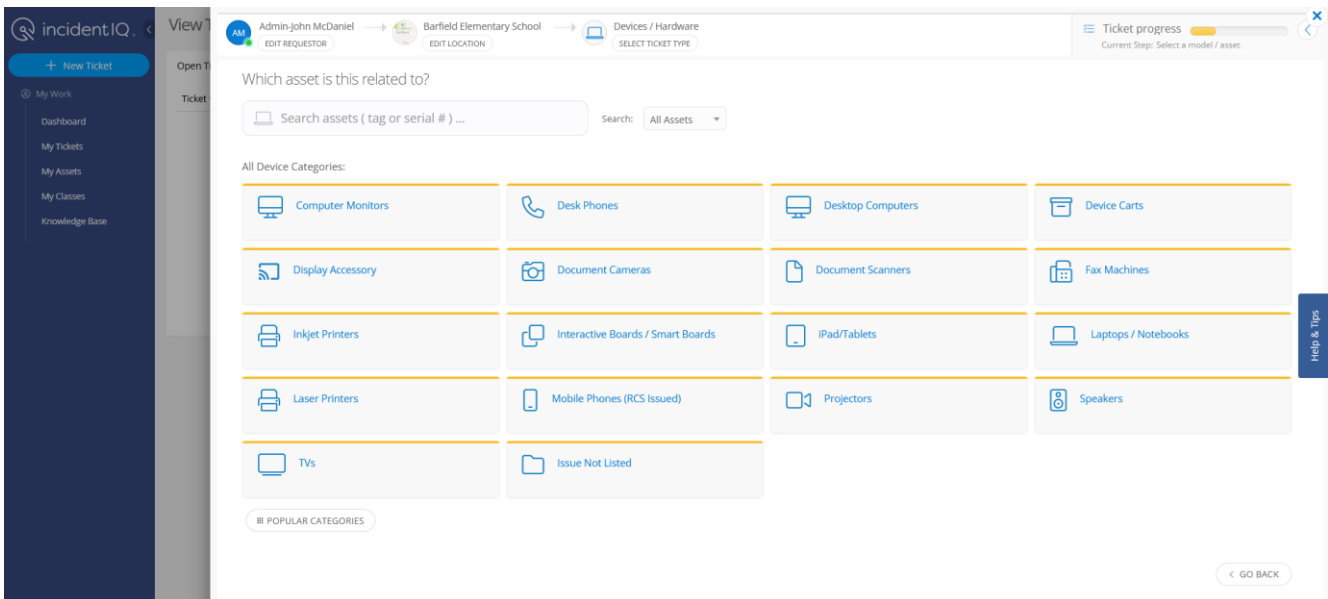 incidentIQ.
New Ticket
My Work
Dashboard
My Tickets
My Assets
My Classes
Knowledge Base
View T
Open Ti
Ticket
AM
Admin-John McDaniel
EDIT REQUESTOR
Barfield Elementary School
EDIT LOCATION
Devices / Hardware
SELECT TICKET TYPE
Ticket progress
Current Step: Select a model / asset
Which asset is this related to?
Search assets ( tag or serial # ) ...
Search: All Assets
All Device Categories:
Computer Monitors
Desk Phones
Desktop Computers
Device Carts
Display Accessory
Document Cameras
Document Scanners
Fax Machines
Inkjet Printers
Interactive Boards / Smart Boards
iPad/Tablets
Laptops / Notebooks
Laser Printers
Mobile Phones (RCS Issued)
Projectors
Speakers
TVs
Issue Not Listed
POPULAR CATEGORIES
GO BACK
Help & Tips